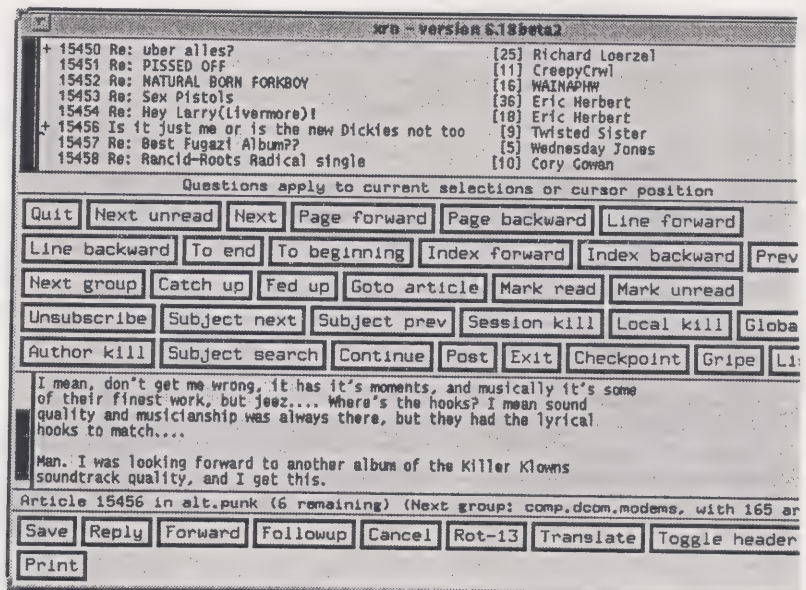 xrn - version 6.18beta2
+ 15450 Re: uber alles? [25] Richard Loerzel
15451 Re: PISSED OFF [11] CreepyCrwl
15452 Re: NATURAL BORN FORKBOY [16] WAINAPHW
15453 Re: Sex Pistols [36] Eric Herbert
15454 Re: Hey Larry(Livermore)! [18] Eric Herbert
+ 15456 Is it just me or is the new Dickies not too [9] Twisted Sister
15457 Re: Best Fugazi Album?? [5] Wednesday Jones
15458 Re: Rancid-Roots Radical single [10] Cory Gowan
Questions apply to current selections or cursor position
Quit Next unread Next Page forward Page backward Line forward
Line backward To end To beginning Index forward Index backward Prev
Next group Catch up Fed up Goto article Mark read Mark unread
Unsubscribe Subject next Subject prev Session kill Local kill Globa
Author kill Subject search Continue Post Exit Checkpoint Gripe Li
I mean, don't get me wrong, it has it's moments, and musically it's some
of their finest work, but jeez.... Where's the hooks? I mean sound
quality and musicianship was always there, but they had the lyrical
hooks to match....
Man. I was looking forward to another album of the Killer Klowns
soundtrack quality, and I get this.
Article 15456 in alt.punk (6 remaining) (Next group: comp.dcom.modems, with 165 ar
Save Reply Forward Followup Cancel Rot-13 Translate Toggle header
Print